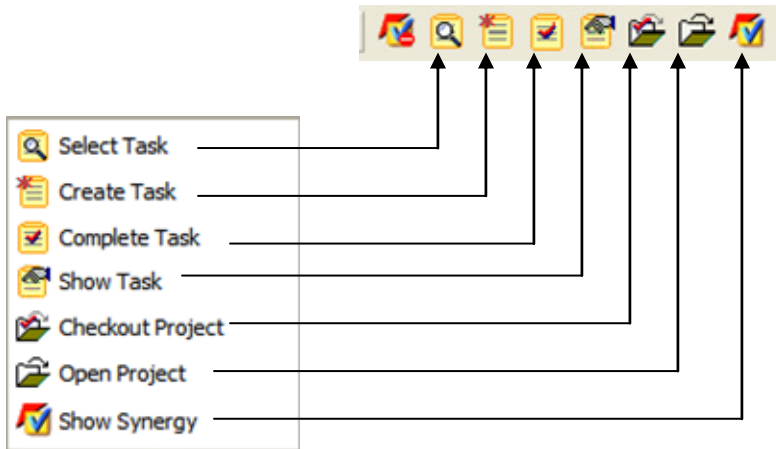 Select Task
Create Task
Complete Task
Show Task
Checkout Project
Open Project
Show Synergy